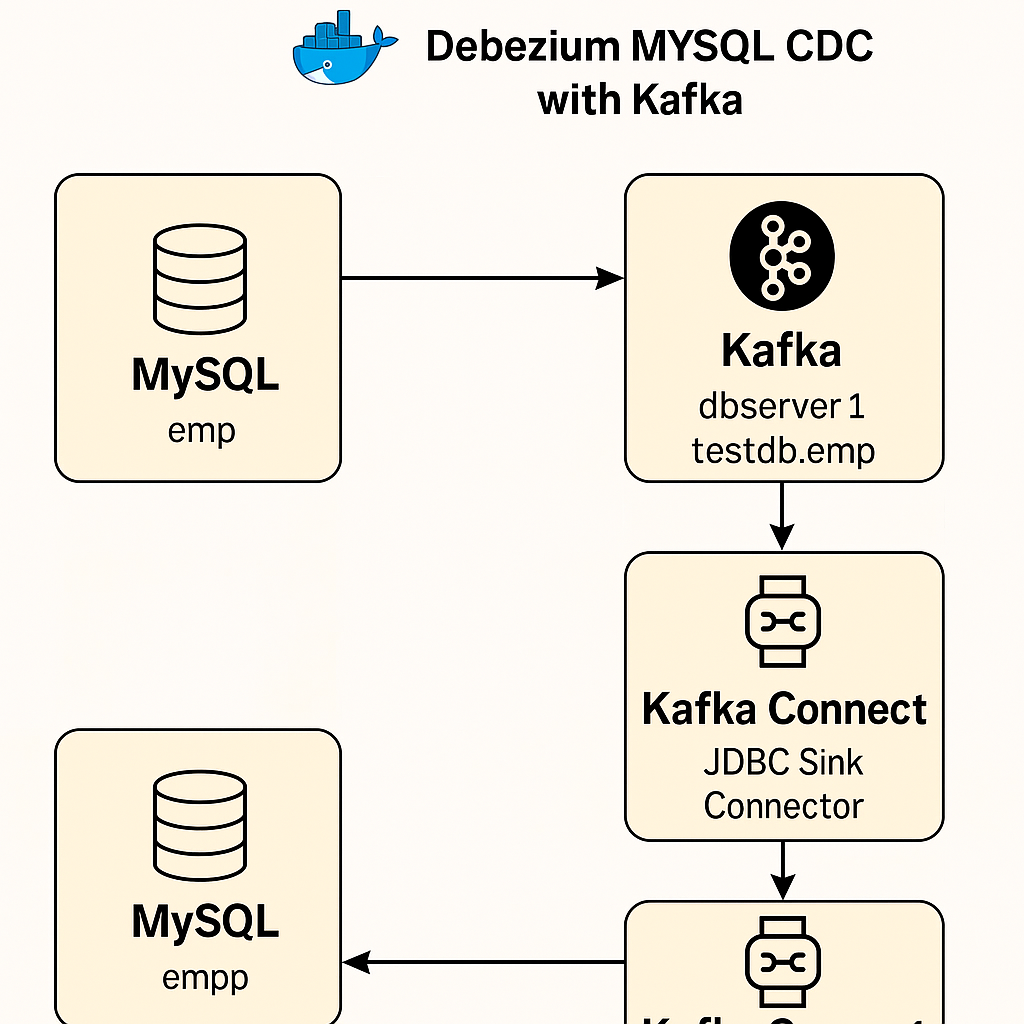 Debezium MYSQL CDC
with Kafka
MySQL
emp
Kafka
dbserver 1
testdb.emp
Kafka Connect
JDBC Sink
Connector
MySQL
empp